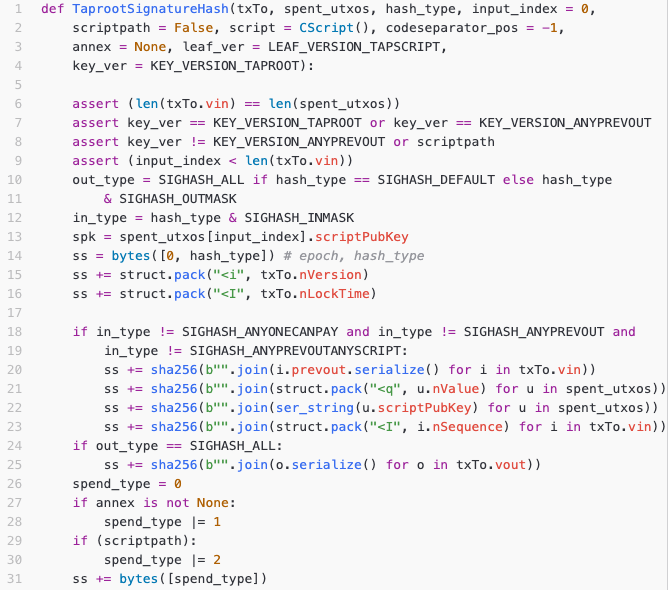 1 def TaprootSignatureHash(txTo, spent_utxos, hash_type, input_index = 0,
2 scriptpath = False, script = CScript(), codeseparator_pos = -1,
3 annex = None, leaf_ver = LEAF_VERSION_TAPSCRIPT,
4 key_ver = KEY_VERSION_TAPROOT):
5
6 assert (len(txTo.vin) == len(spent_utxos))
7 assert key_ver == KEY_VERSION_TAPROOT or key_ver == KEY_VERSION_ANYPREVOUT
8 assert key_ver != KEY_VERSION_ANYPREVOUT or scriptpath
9 assert (input_index < len(txTo.vin))
10 out_type = SIGHASH_ALL if hash_type == SIGHASH_DEFAULT else hash_type
11 & SIGHASH_OUTMASK
12 in_type = hash_type & SIGHASH_INMASK
13 spk = spent_utxos[input_index].scriptPubKey
14 ss = bytes([0, hash_type]) # epoch, hash_type
15 ss += struct.pack("<i", txTo.nVersion)
16 ss += struct.pack("<I", txTo.nLockTime)
17
18 if in_type != SIGHASH_ANYONECANPAY and in_type != SIGHASH_ANYPREVOUT and
19 in_type != SIGHASH_ANYPREVOUTANYSCRIPT:
20 ss += sha256(b"".join(i.prevout.serialize() for i in txTo.vin))
21 ss += sha256(b"".join(struct.pack("<q", u.nValue) for u in spent_utxos))
22 ss += sha256(b"".join(ser_string(u.scriptPubKey) for u in spent_utxos))
23 ss += sha256(b"".join(struct.pack("<I", i.nSequence) for i in txTo.vin))
24 if out_type == SIGHASH_ALL:
25 ss += sha256(b"".join(o.serialize() for o in txTo.vout))
26 spend_type = 0
27 if annex is not None:
28 spend_type |= 1
29 if (scriptpath):
30 spend_type |= 2
31 ss += bytes([spend_type])